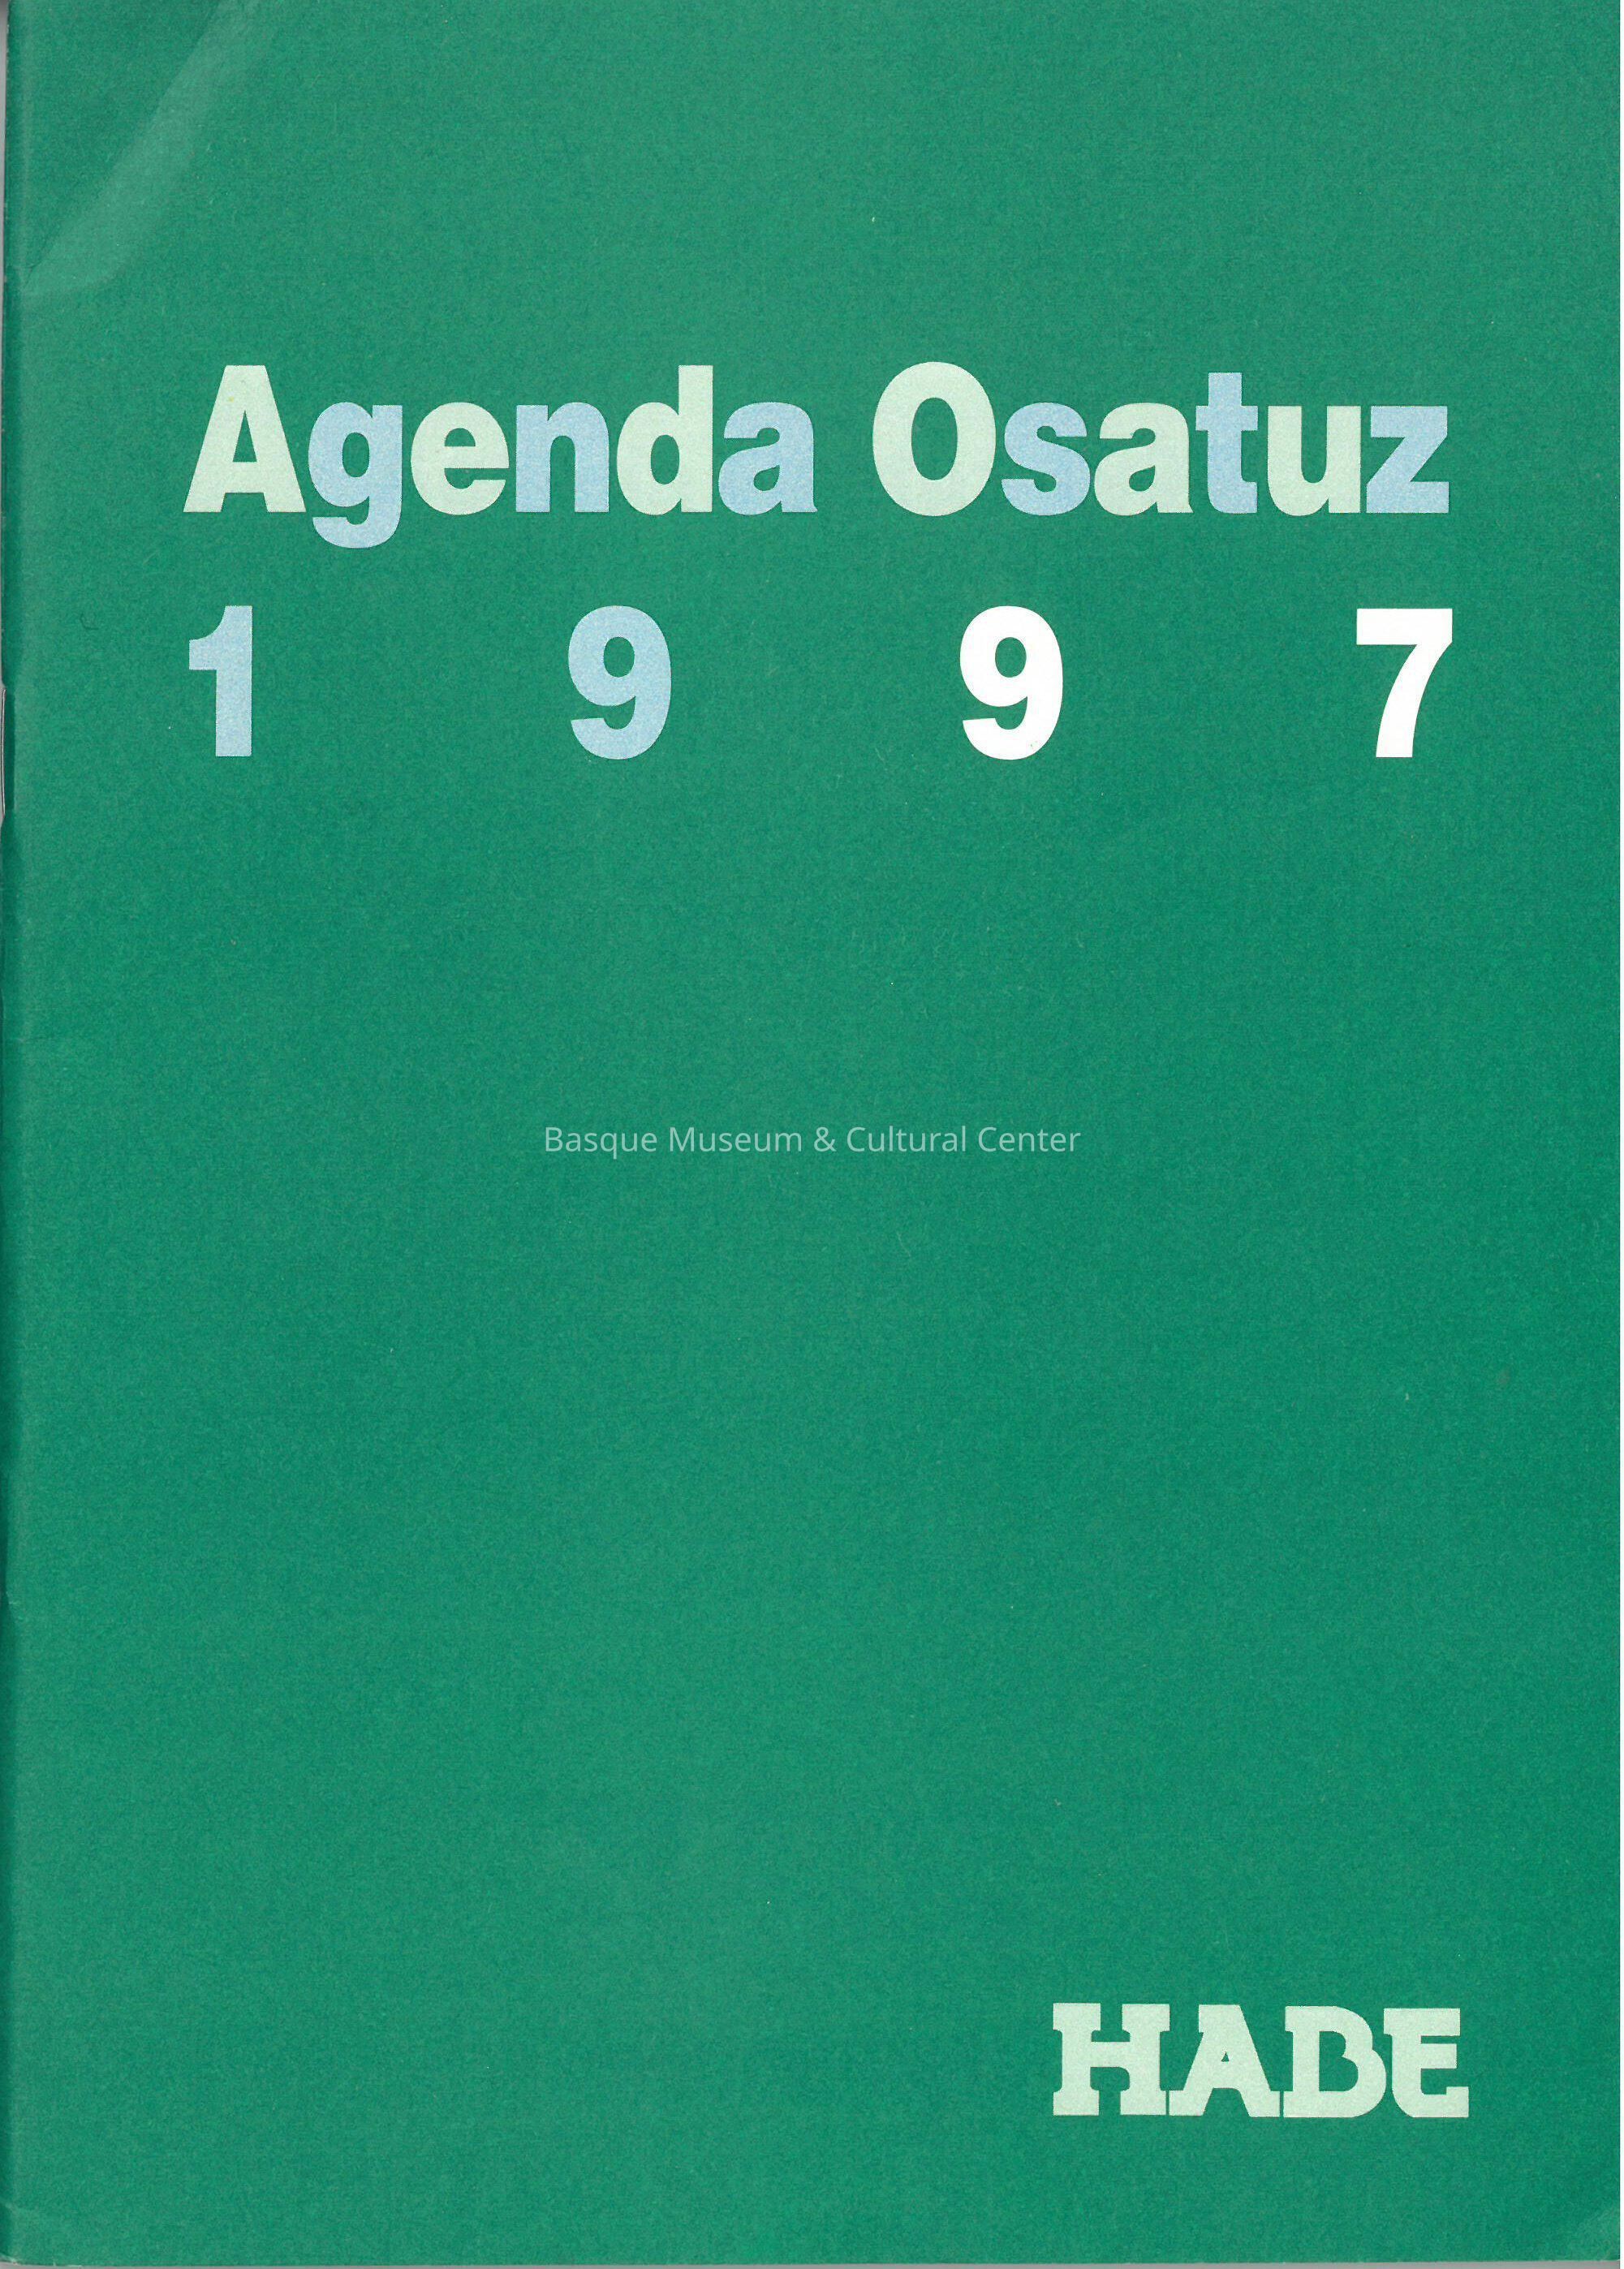 Agenda Osatuz
1 9 9 7
Basque Museum & Cultural Center
HABE